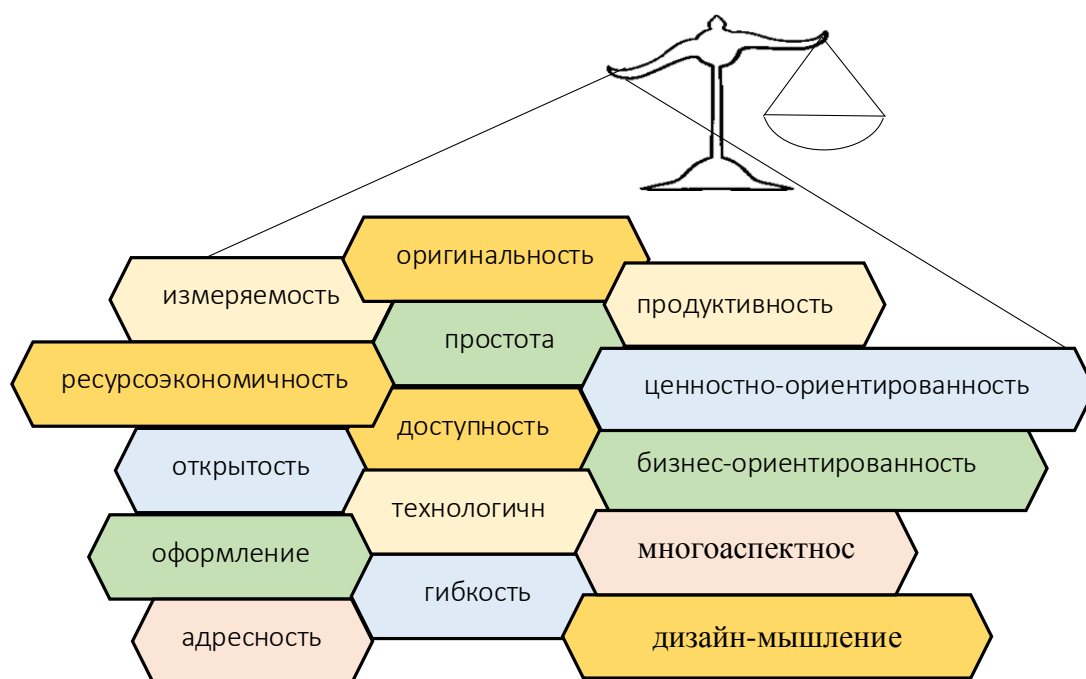 оригинальность
измеряемость
продуктивность
простота
ресурсоэкономичность
ценностно-ориентированность
доступность
открытость
бизнес-ориентированность
технологичн
оформление
многоаспектнос
гибкость
адресность
дизайн-мышление